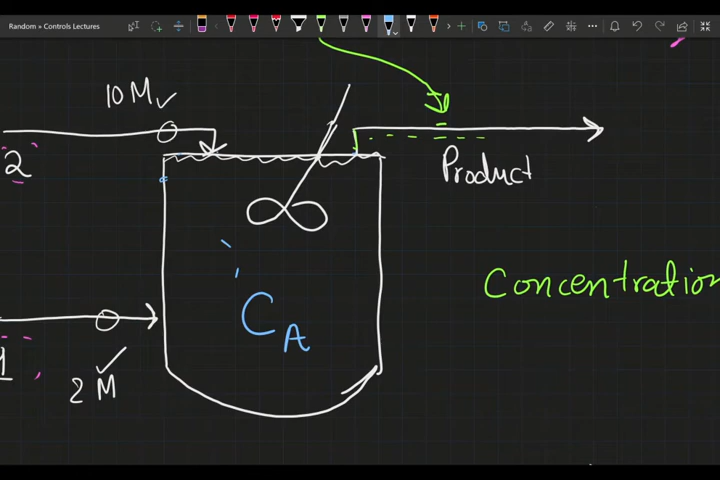 Random » Controls Lectures
10 M
2
Product
Concentration
C A
1
2 M